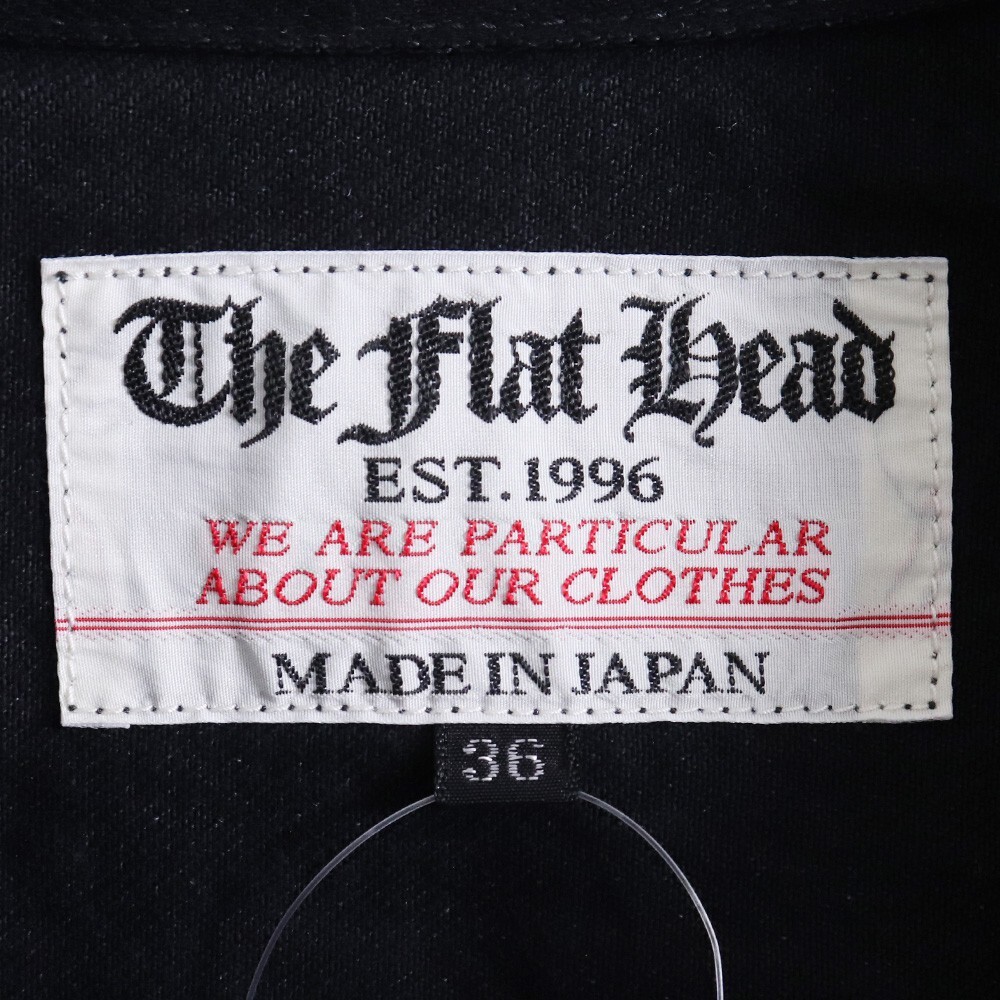 The Flat Head
EST.1996
WE ARE PARTICULAR
ABOUT OUR CLOTHES
MADE IN JAPAN
36